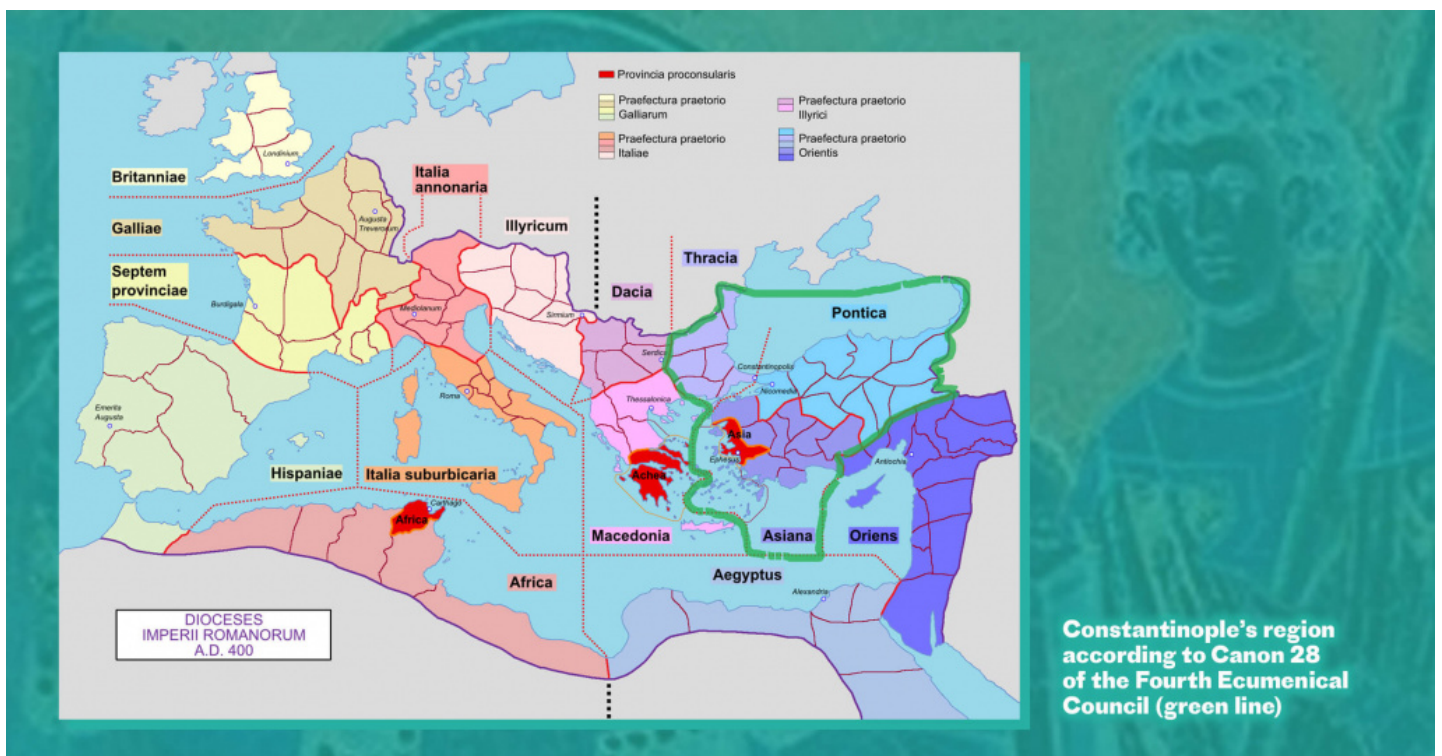 Provincia proconsularis
Praefectura praetorio
Galliarum
Praefectura praetorio
Italiae
Praefectura praetorio
Illyrici
Praefectura praetorio
Orientis
Londinium
Britanniae
Italia
annonaria
Galliae
Augusta
Treverorum
Illyricum
Thracia
Septem
provinciae
Dacia
Burdigala
Mediolanum
Sirmium
Pontica
Serdica
Constantinopolis
Nicomedia
Emerita
Augusta
Roma
Thessalonica
Asia
Ephesus
Antiochia
Hispaniae
Italia suburbicaria
Achea
Carthago
Africa
Macedonia
Asiana
Oriens
Africa
Aegyptus
Alexandria
DIOCESES
IMPERII ROMANORUM
A.D. 400
Constantinople's region
according to Canon 28
of the Fourth Ecumenical
Council (green line)